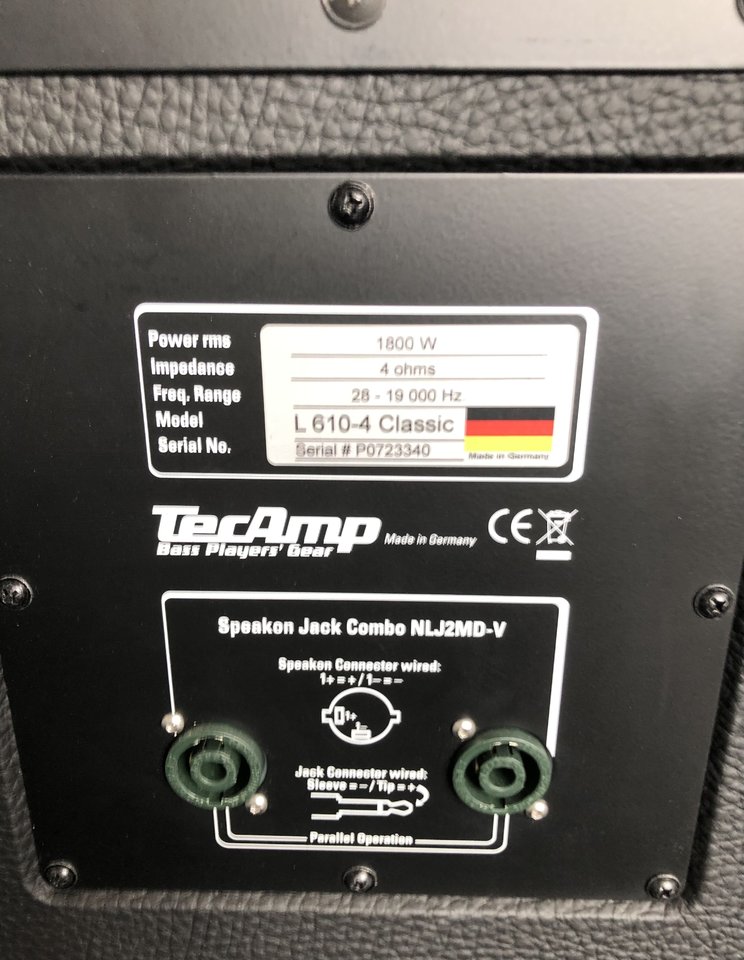 Power rms 1800 W
Impedance 4 ohms
Freq. Range 28 - 19 000 Hz
Model L 610-4 Classic
Serial No. Serial # P0723340
Made in Germany
TecAmp Made in Germany CE
Bass Players' Gear
Speakon Jack Combo NLJ2MD-V
Speakon Connector wired:
1+ = + / 1- = -
1+
1-
Jack Connector wired:
Sleeve = - / Tip = +
Parallel Operation